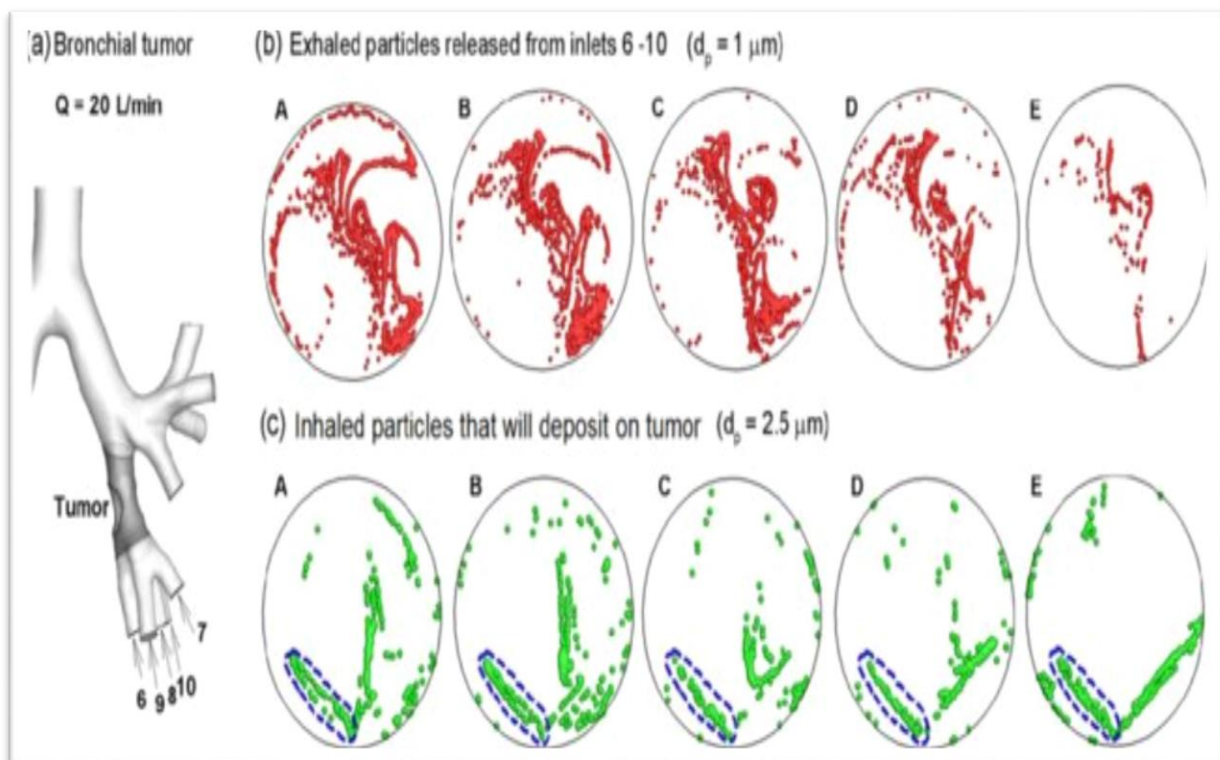 (a) Bronchial tumor
Q = 20 L/min
Tumor
6 9 8 10 7
(b) Exhaled particles released from inlets 6 -10 (dp = 1 μm)
A B C D E
(c) Inhaled particles that will deposit on tumor (dp = 2.5 μm)
A B C D E